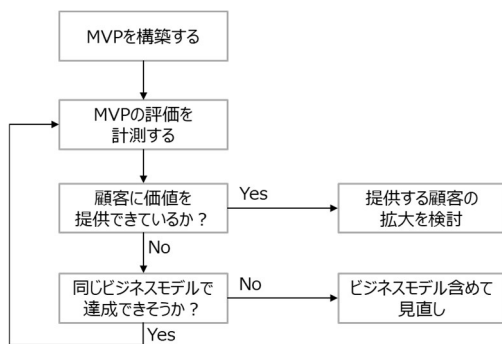 MVPを構築する
MVPの評価を
計測する
顧客に価値を
提供できているか？
Yes
提供する顧客の
拡大を検討
No
同じビジネスモデルで
達成できそうか？
No
ビジネスモデル含めて
見直し
Yes